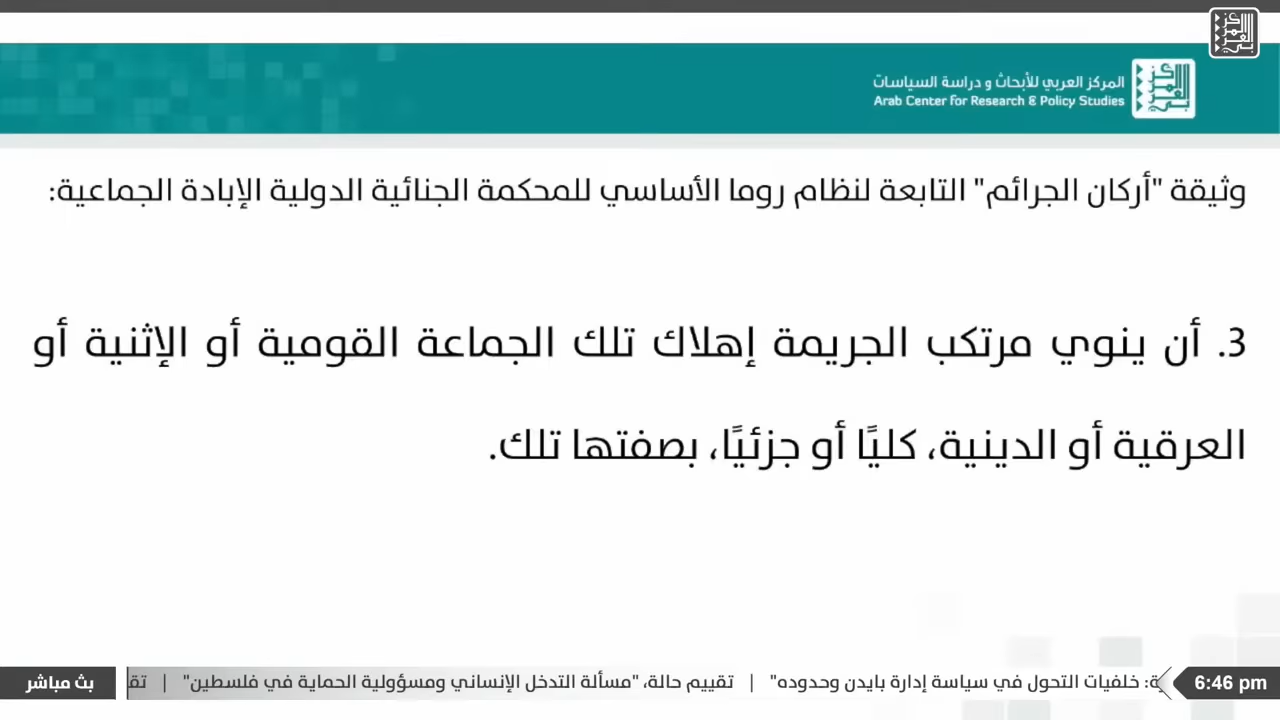 المركز العربي للأبحاث و دراسة السياسات
Arab Center for Research & Policy Studies
وثيقة "أركان الجرائم" التابعة لنظام روما الأساسي للمحكمة الجنائية الدولية الإبادة الجماعية:
3. أن ينوي مرتكب الجريمة إهلاك تلك الجماعة القومية أو الإثنية أو
العرقية أو الدينية، كليًا أو جزئيًا، بصفتها تلك.
6:46 pm
ة: خلفيات التحول في سياسة إدارة بايدن وحدوده" | تقييم حالة، "مسألة التدخل الإنساني ومسؤولية الحماية في فلسطين" | تق
بث مباشر